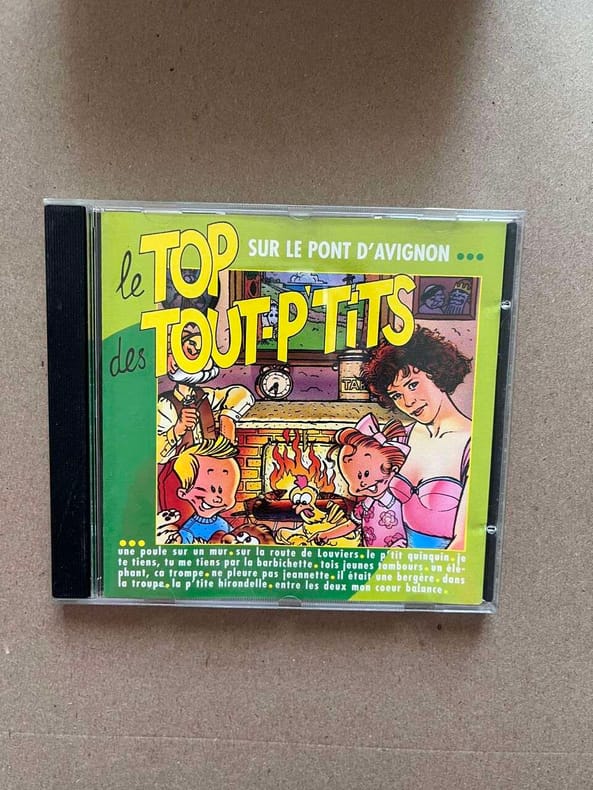 le TOP
SUR LE PONT D'AVIGNON •••
des TOUT-P'TITS
TAB
•••
une poule sur un mur•sur la route de Louviers•le p'tit quinquin•je
te tiens, tu me tiens par la barbichette•tois jeunes tambours•un élé-
phant, ca trompe•ne pleure pas jeannette•il était une bergère•dans
la troupe•la p'tite hirondelle•entre les deux mon coeur balance•